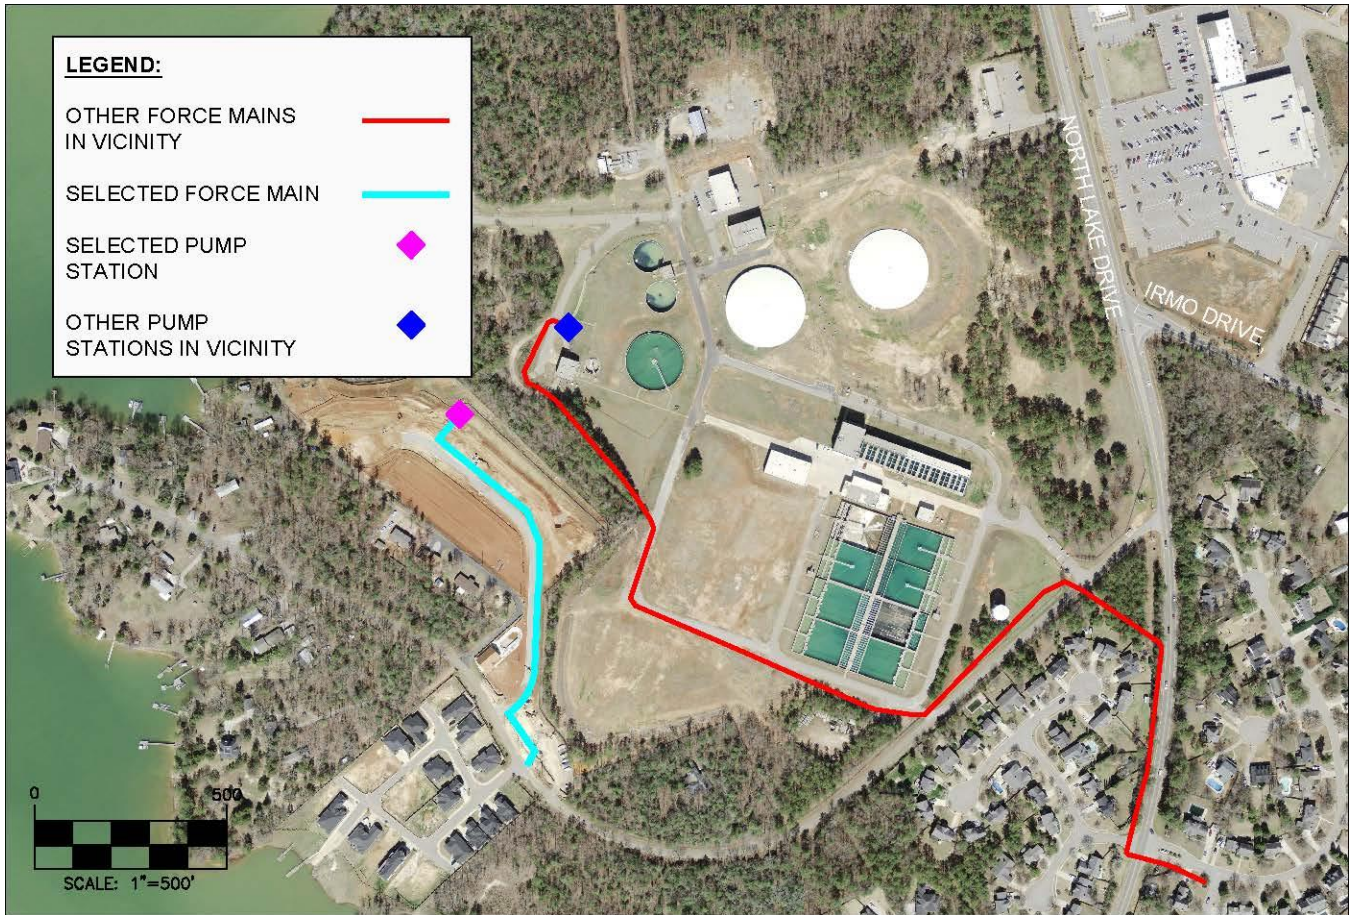 LEGEND:
OTHER FORCE MAINS
IN VICINITY
SELECTED FORCE MAIN
SELECTED PUMP
STATION
OTHER PUMP
STATIONS IN VICINITY
NORTH LAKE DRIVE
IRMO DRIVE
0 500
SCALE: 1"=500'